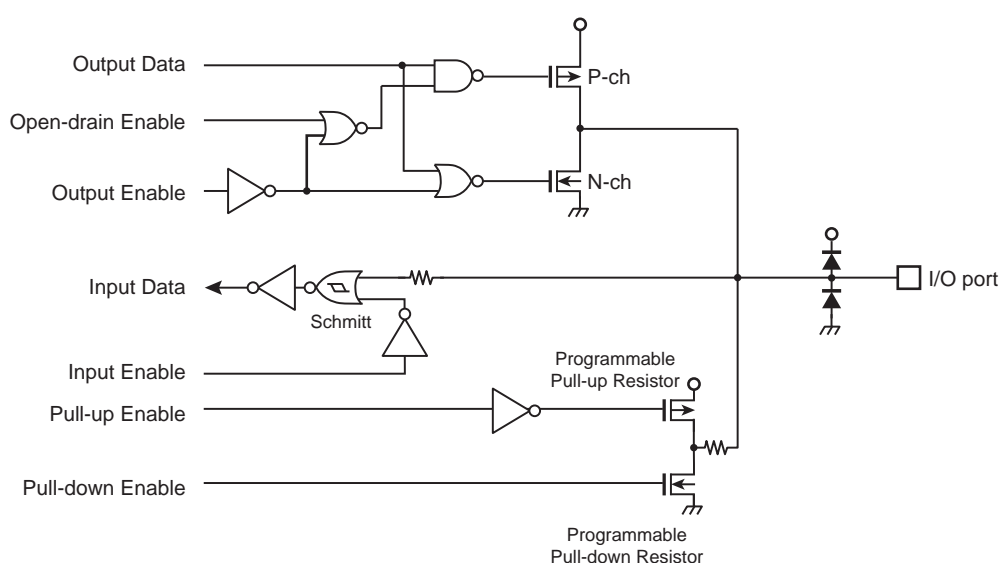 Output Data
P-ch
Open-drain Enable
Output Enable
N-ch
Input Data
Schmitt
I/O port
Input Enable
Programmable
Pull-up Resistor
Pull-up Enable
Pull-down Enable
Programmable
Pull-down Resistor